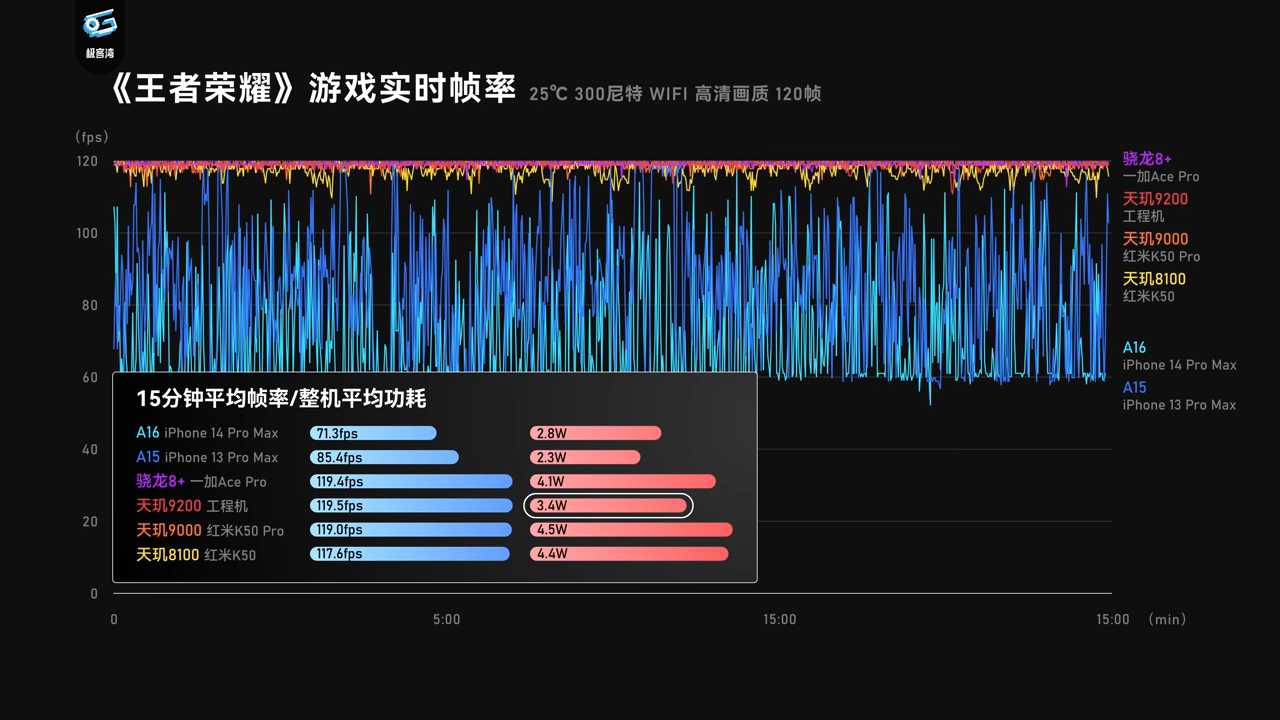 极客湾
《王者荣耀》游戏实时帧率 25℃ 300尼特 WIFI 高清画质 120帧
(fps)
120
100
80
60
40
20
0
0 5:00 15:00 15:00 (min)
骁龙8+
一加Ace Pro
天玑9200
工程机
天玑9000
红米K50 Pro
天玑8100
红米K50
A16
iPhone 14 Pro Max
A15
iPhone 13 Pro Max
15分钟平均帧率/整机平均功耗
A16 iPhone 14 Pro Max 71.3fps 2.8W
A15 iPhone 13 Pro Max 85.4fps 2.3W
骁龙8+ 一加Ace Pro 119.4fps 4.1W
天玑9200 工程机 119.5fps 3.4W
天玑9000 红米K50 Pro 119.0fps 4.5W
天玑8100 红米K50 117.6fps 4.4W